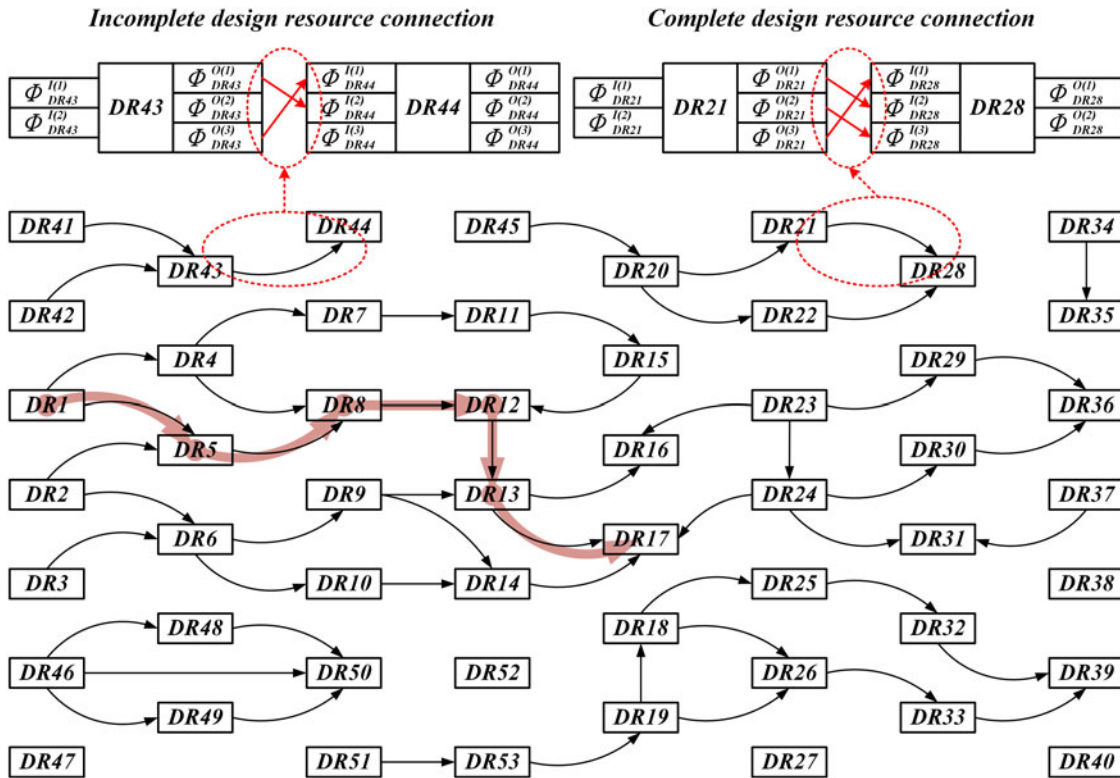 Incomplete design resource connection
Complete design resource connection
Φ I(1) DR43
Φ I(2) DR43
DR43
Φ O(1) DR43
Φ O(2) DR43
Φ O(3) DR43
Φ I(1) DR44
Φ I(2) DR44
Φ I(3) DR44
DR44
Φ O(1) DR44
Φ O(2) DR44
Φ O(3) DR44
Φ I(1) DR21
Φ I(2) DR21
DR21
Φ O(1) DR21
Φ O(2) DR21
Φ O(3) DR21
Φ I(1) DR28
Φ I(2) DR28
Φ I(3) DR28
DR28
Φ O(1) DR28
Φ O(2) DR28
DR41 DR44 DR45 DR21 DR34
DR43 DR20 DR28
DR42 DR7 DR11 DR22 DR35
DR4 DR15 DR29
DR1 DR8 DR12 DR23 DR36
DR5 DR16 DR30
DR2 DR9 DR13 DR24 DR37
DR6 DR17 DR31
DR3 DR10 DR14 DR25 DR38
DR48 DR18 DR32
DR46 DR50 DR52 DR26 DR39
DR49 DR19 DR33
DR47 DR51 DR53 DR27 DR40